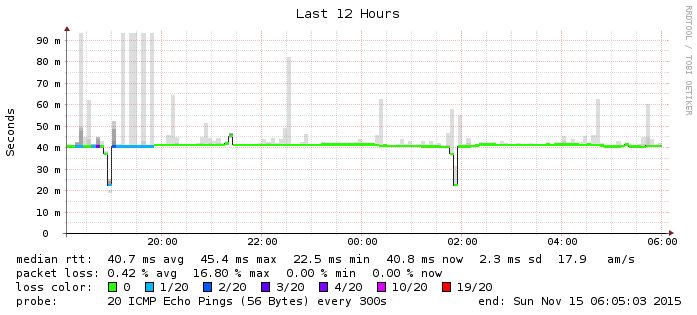 Last 12 Hours
RRDTOOL / TOBI OETIKER
Seconds
90 m
80 m
70 m
60 m
50 m
40 m
30 m
20 m
10 m
0
20:00 22:00 00:00 02:00 04:00 06:00
median rtt: 40.7 ms avg 45.4 ms max 22.5 ms min 40.8 ms now 2.3 ms sd 17.9 am/s
packet loss: 0.42 % avg 16.80 % max 0.00 % min 0.00 % now
loss color: 0 1/20 2/20 3/20 4/20 10/20 19/20
probe: 20 ICMP Echo Pings (56 Bytes) every 300s end: Sun Nov 15 06:05:03 2015